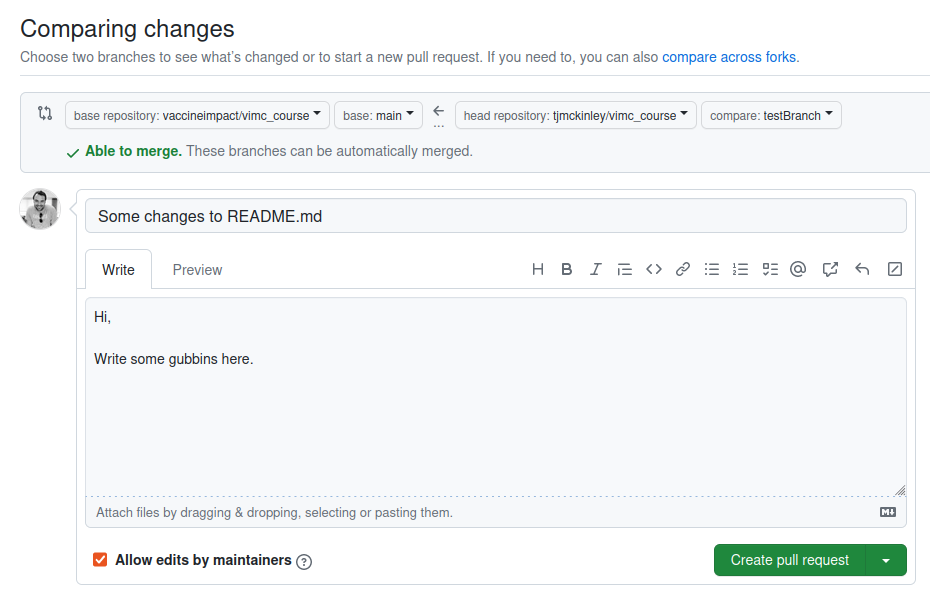 Comparing changes
Choose two branches to see what's changed or to start a new pull request. If you need to, you can also compare across forks.
base repository: vaccineimpact/vimc_course base: main ← ... head repository: tjmckinley/vimc_course compare: testBranch
Able to merge. These branches can be automatically merged.
Some changes to README.md
Write Preview H B I @
Hi,
Write some gubbins here.
Attach files by dragging & dropping, selecting or pasting them. M↓
Allow edits by maintainers ? Create pull request